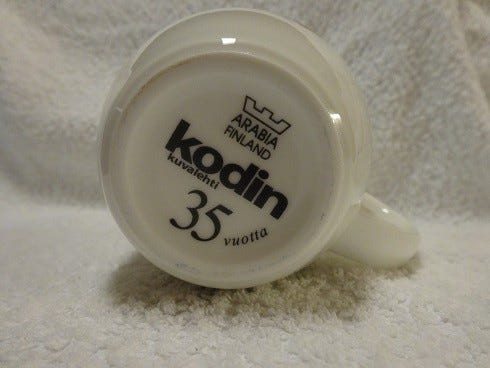 ARABIA
FINLAND
kodin
kuvalehti
35 vuotta